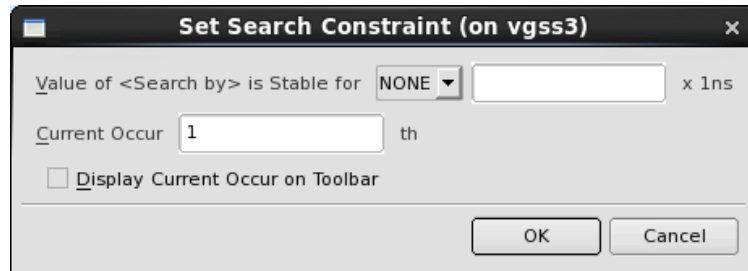 Set Search Constraint (on vgss3)
Value of <Search by> is Stable for NONE x 1ns
Current Occur 1 th
Display Current Occur on Toolbar
OK Cancel